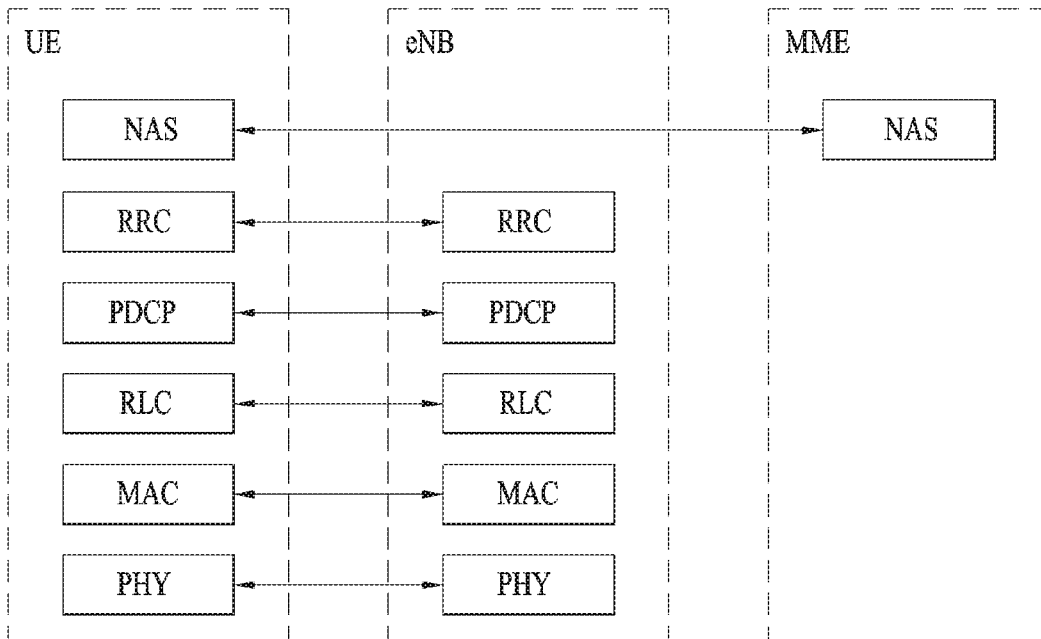 UE eNB MME
NAS NAS
RRC RRC
PDCP PDCP
RLC RLC
MAC MAC
PHY PHY